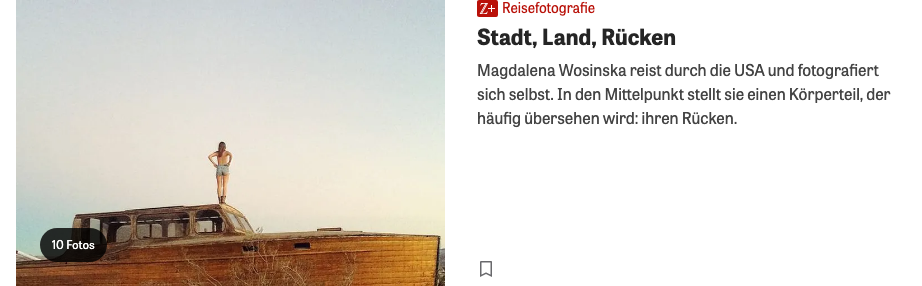 Z+ Reisefotografie
Stadt, Land, Rücken
Magdalena Wosinska reist durch die USA und fotografiert
sich selbst. In den Mittelpunkt stellt sie einen Körperteil, der
häufig übersehen wird: ihren Rücken.
10 Fotos